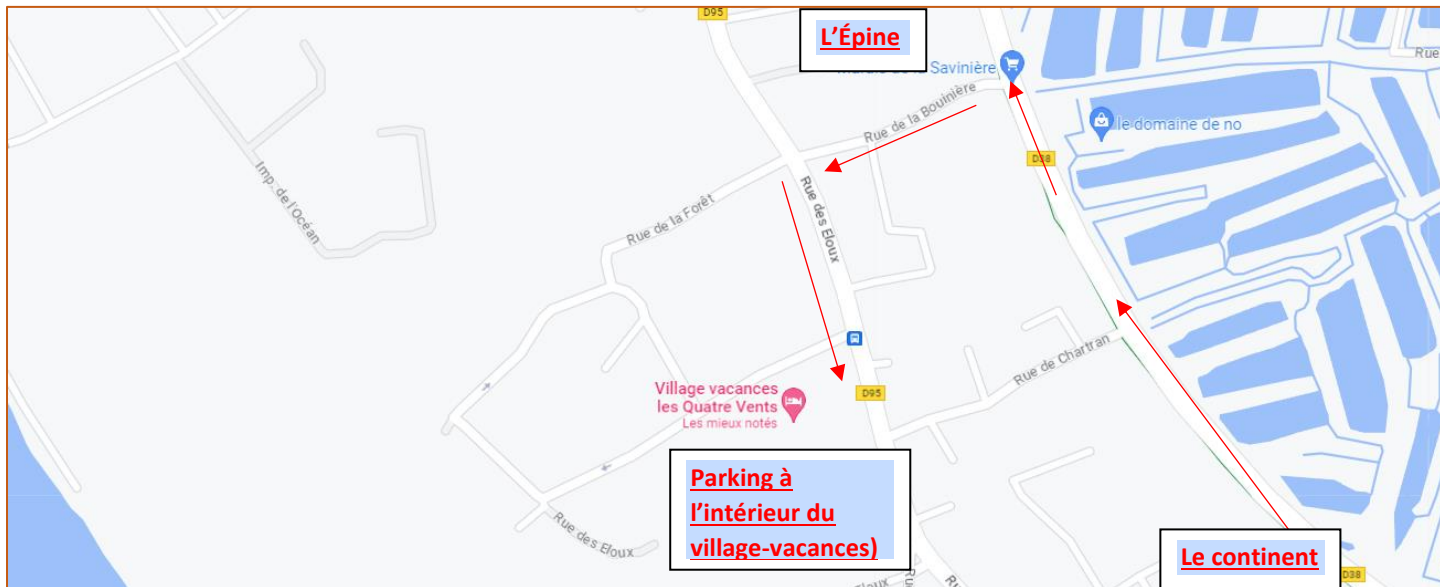 D95
L'Épine
la Savinière
Rue
Rue de la Bouinière
le domaine de no
D38
Imp. de l'Océan
Rue de la Forêt
Rue des Eloux
Rue de Chartran
Village vacances
les Quatre Vents
Les mieux notés
D95
Parking à
l'intérieur du
village-vacances)
Rue des Eloux
Le continent
D38